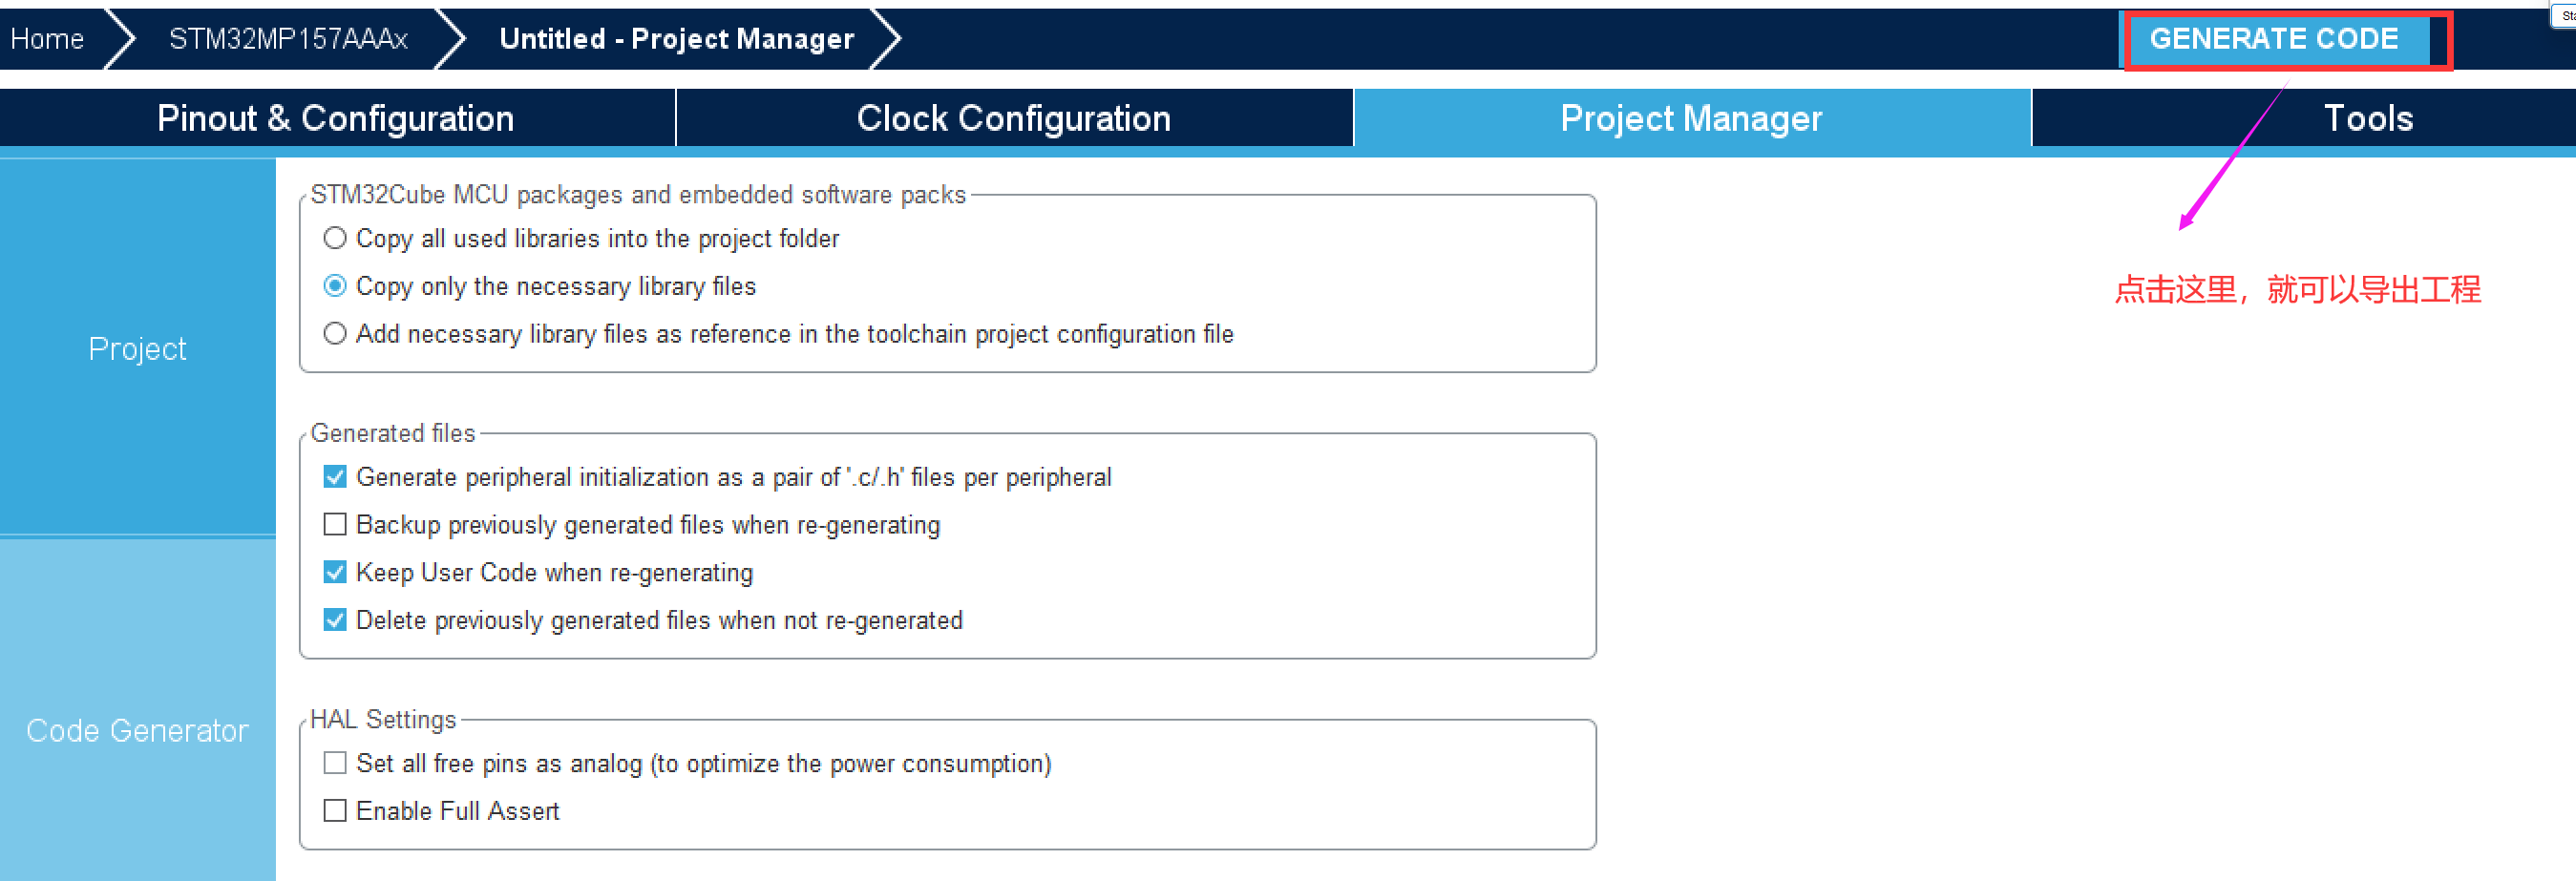 Home STM32MP157AAAx Untitled - Project Manager GENERATE CODE
Pinout & Configuration Clock Configuration Project Manager Tools
Project
Code Generator
STM32Cube MCU packages and embedded software packs
Copy all used libraries into the project folder
Copy only the necessary library files
Add necessary library files as reference in the toolchain project configuration file
Generated files
Generate peripheral initialization as a pair of '.c/.h' files per peripheral
Backup previously generated files when re-generating
Keep User Code when re-generating
Delete previously generated files when not re-generated
HAL Settings
Set all free pins as analog (to optimize the power consumption)
Enable Full Assert
点击这里，就可以导出工程